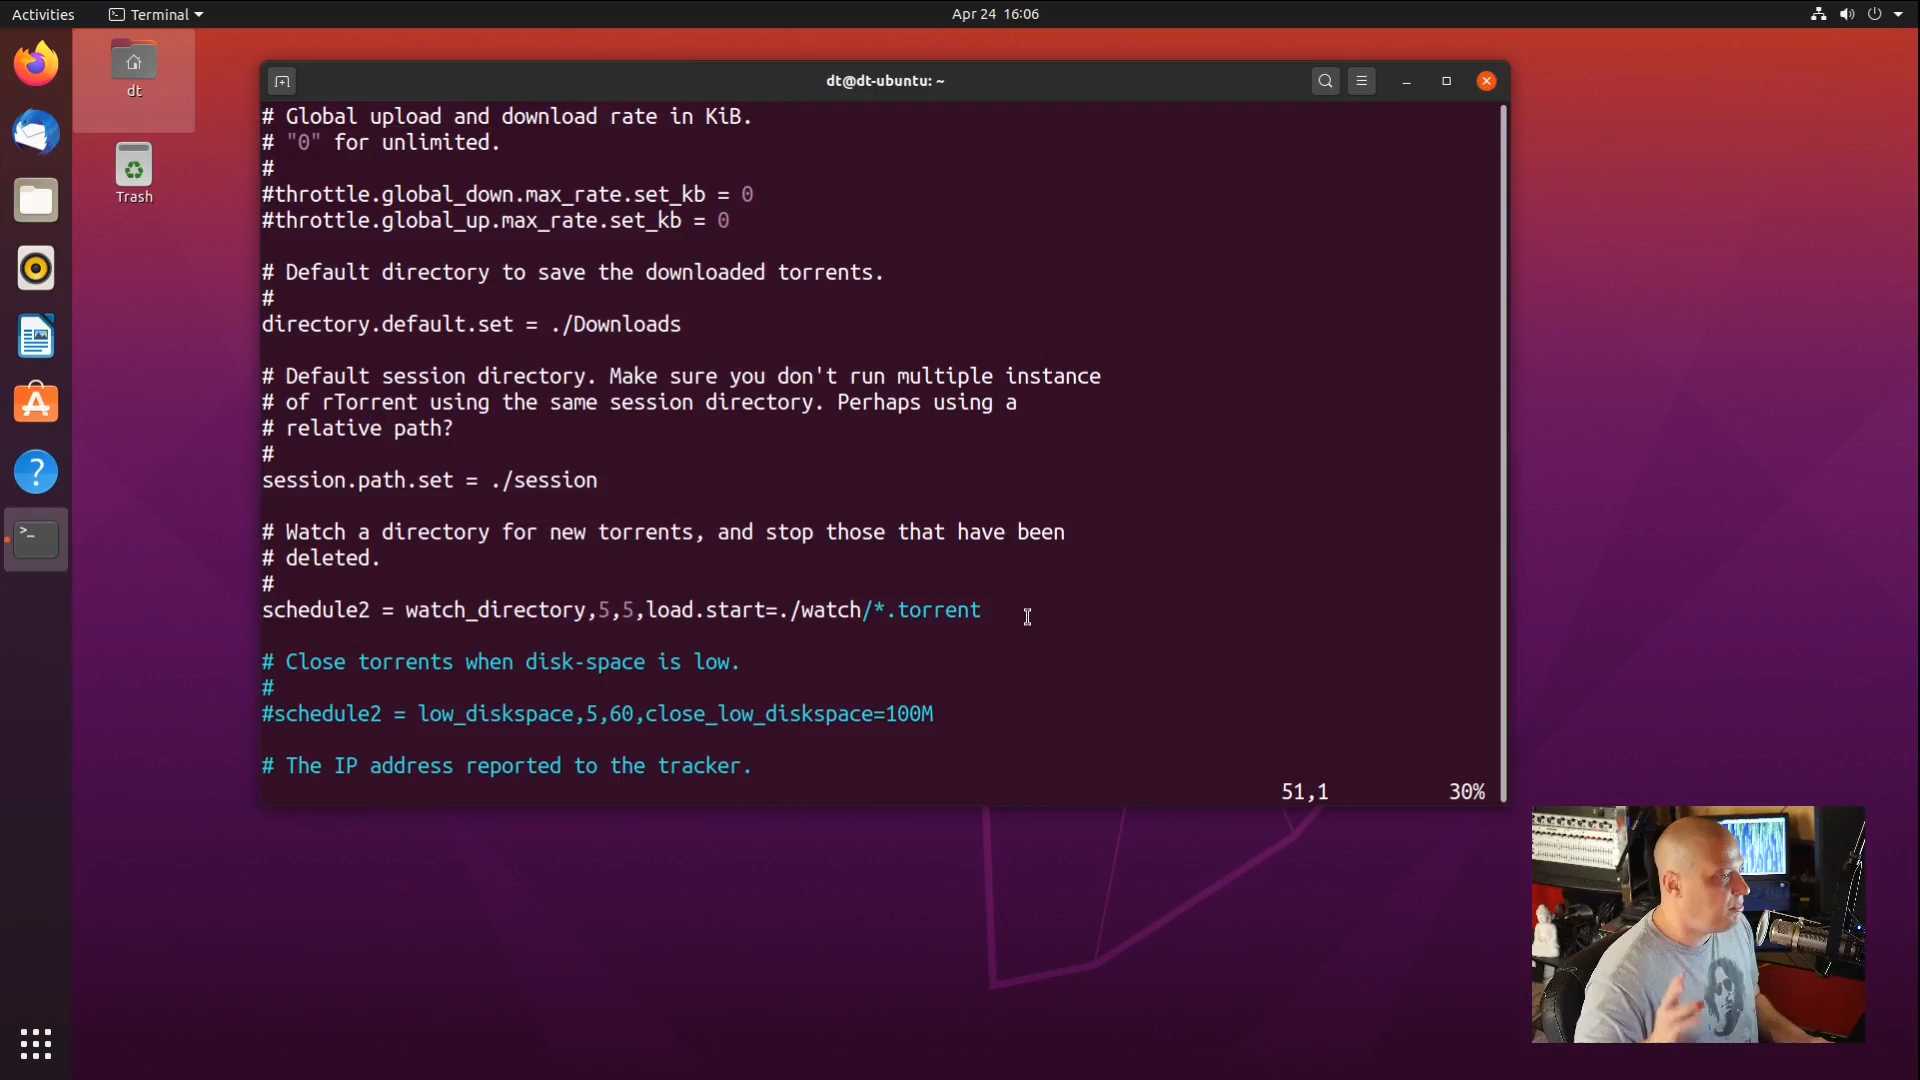 Activities
Terminal
Apr 24 16:06
dt
Trash
dt@dt-ubuntu: ~
# Global upload and download rate in KiB.
# "0" for unlimited.
#
#throttle.global_down.max_rate.set_kb = 0
#throttle.global_up.max_rate.set_kb = 0
# Default directory to save the downloaded torrents.
#
directory.default.set = ./Downloads
# Default session directory. Make sure you don't run multiple instance
# of rTorrent using the same session directory. Perhaps using a
# relative path?
#
session.path.set = ./session
# Watch a directory for new torrents, and stop those that have been
# deleted.
#
schedule2 = watch_directory,5,5,load.start=./watch/*.torrent
# Close torrents when disk-space is low.
#
#schedule2 = low_diskspace,5,60,close_low_diskspace=100M
# The IP address reported to the tracker.
51,1 30%